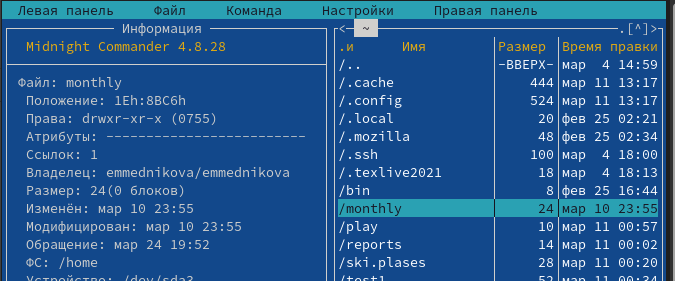 Левая панель Файл Команда Настройки Правая панель
Информация
Midnight Commander 4.8.28
Файл: monthly
Положение: 1Eh:8BC6h
Права: drwxr-xr-x (0755)
Атрибуты: -------------------------
Ссылок: 1
Владелец: emmednikova/emmednikova
Размер: 24(0 блоков)
Изменён: мар 10 23:55
Модифицирован: мар 10 23:55
Обращение: мар 24 19:52
ФС: /home
Устройство: /dev/sda3
<─ ~ .[^]>
.и Имя Размер Время правки
/.. -ВВЕРХ- мар 4 14:59
/.cache 444 мар 11 13:17
/.config 524 мар 11 13:17
/.local 20 фев 25 02:21
/.mozilla 48 фев 25 02:34
/.ssh 100 мар 4 18:00
/.texlive2021 18 мар 4 18:13
/bin 8 фев 25 16:44
/monthly 24 мар 10 23:55
/play 10 мар 11 00:57
/reports 14 мар 11 00:02
/ski.plases 28 мар 11 00:20
/test1 52 мар 11 00:34